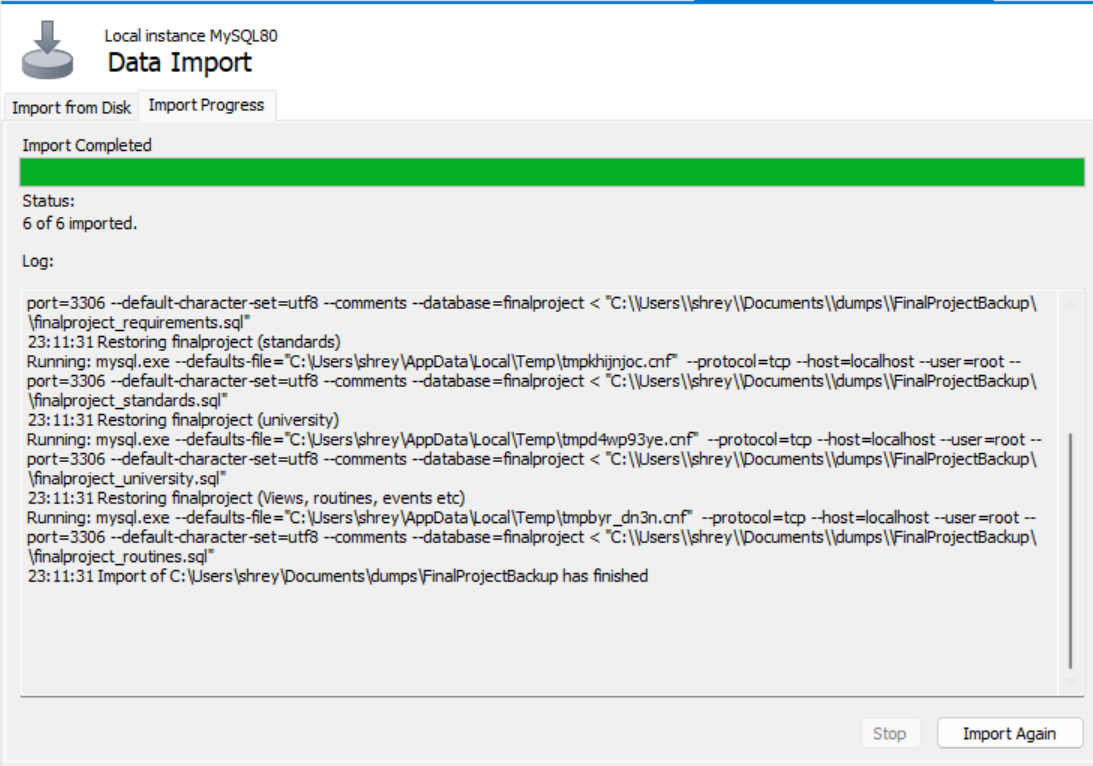 Local instance MySQL80
Data Import
Import from Disk
Import Progress
Import Completed
Status:
6 of 6 imported.
Log:
port=3306 --default-character-set=utf8 --comments --database=finalproject < "C:\\Users\\shrey\\Documents\\dumps\\FinalProjectBackup\
\finalproject_requirements.sql"
23:11:31 Restoring finalproject (standards)
Running: mysql.exe --defaults-file="C:\Users\shrey\AppData\Local\Temp\tmpkhijnjoc.cnf"  --protocol=tcp --host=localhost --user=root --
port=3306 --default-character-set=utf8 --comments --database=finalproject < "C:\\Users\\shrey\\Documents\\dumps\\FinalProjectBackup\
\finalproject_standards.sql"
23:11:31 Restoring finalproject (university)
Running: mysql.exe --defaults-file="C:\Users\shrey\AppData\Local\Temp\tmpd4wp93ye.cnf"  --protocol=tcp --host=localhost --user=root --
port=3306 --default-character-set=utf8 --comments --database=finalproject < "C:\\Users\\shrey\\Documents\\dumps\\FinalProjectBackup\
\finalproject_university.sql"
23:11:31 Restoring finalproject (Views, routines, events etc)
Running: mysql.exe --defaults-file="C:\Users\shrey\AppData\Local\Temp\tmpbyr_dn3n.cnf"  --protocol=tcp --host=localhost --user=root --
port=3306 --default-character-set=utf8 --comments --database=finalproject < "C:\\Users\\shrey\\Documents\\dumps\\FinalProjectBackup\
\finalproject_routines.sql"
23:11:31 Import of C:\Users\shrey\Documents\dumps\FinalProjectBackup has finished
Stop
Import Again